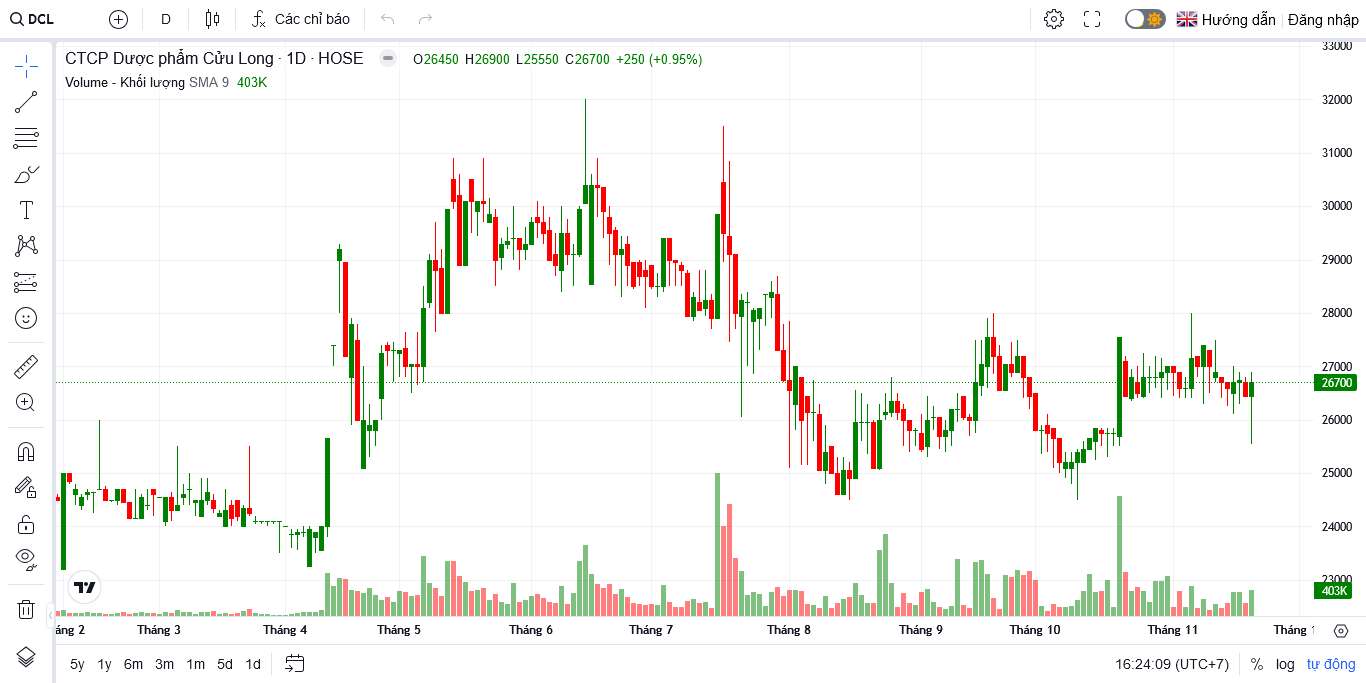 DCL D Các chỉ báo Hướng dẫn Đăng nhập
CTCP Dược phẩm Cửu Long · 1D · HOSE O26450 H26900 L25550 C26700 +250 (+0.95%)
Volume - Khối lượng SMA 9 403K
33000
32000
31000
30000
29000
28000
27000
26700
26000
25000
24000
23000
403K
áng 2 Tháng 3 Tháng 4 Tháng 5 Tháng 6 Tháng 7 Tháng 8 Tháng 9 Tháng 10 Tháng 11 Tháng 1
5y 1y 6m 3m 1m 5d 1d 16:24:09 (UTC+7) % log tự động